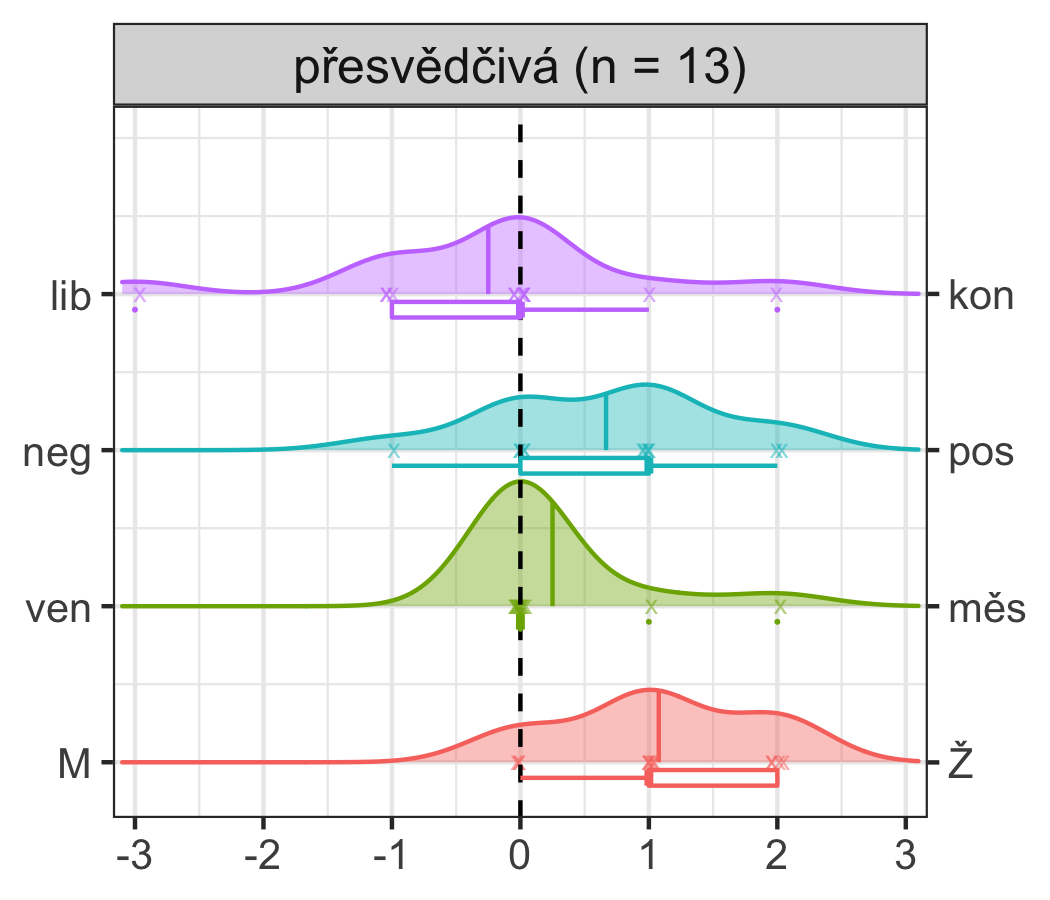 přesvědčivá (n = 13)
lib kon
neg pos
ven měs
M Ž
-3 -2 -1 0 1 2 3